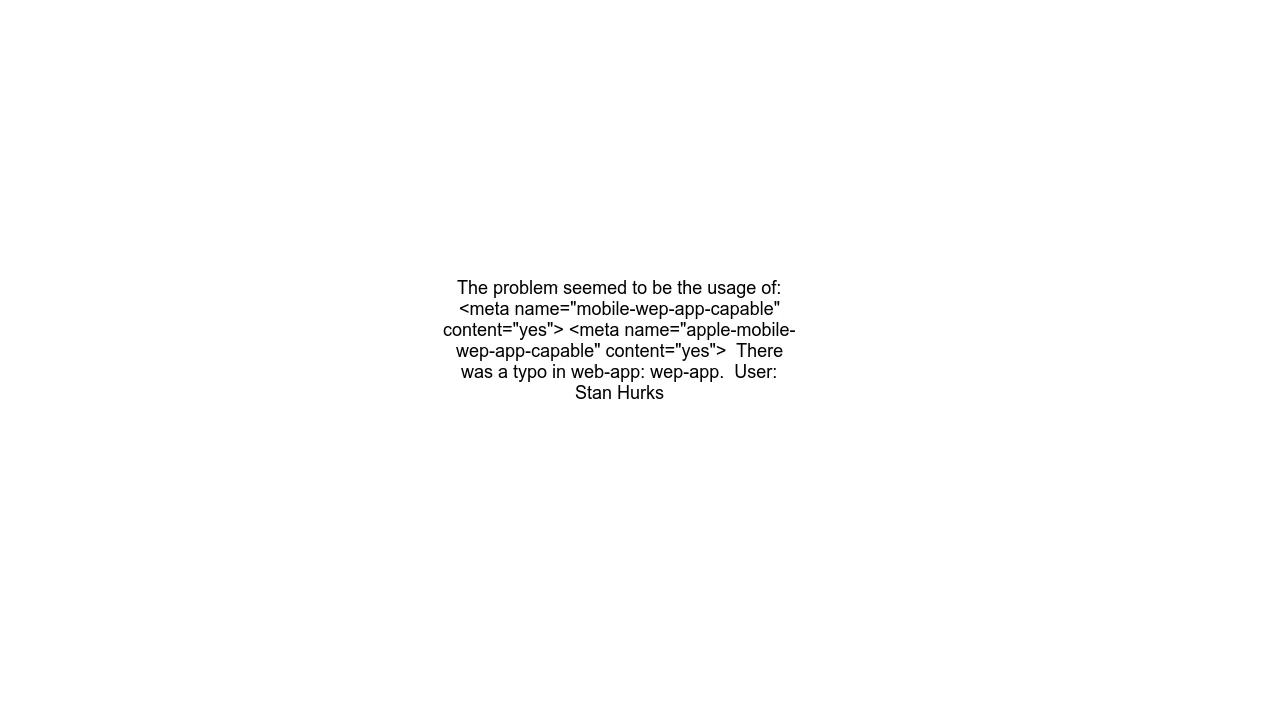 The problem seemed to be the usage of:
<meta name="mobile-wep-app-capable"
content="yes"> <meta name="apple-mobile-
wep-app-capable" content="yes">  There
was a typo in web-app: wep-app.  User:
Stan Hurks